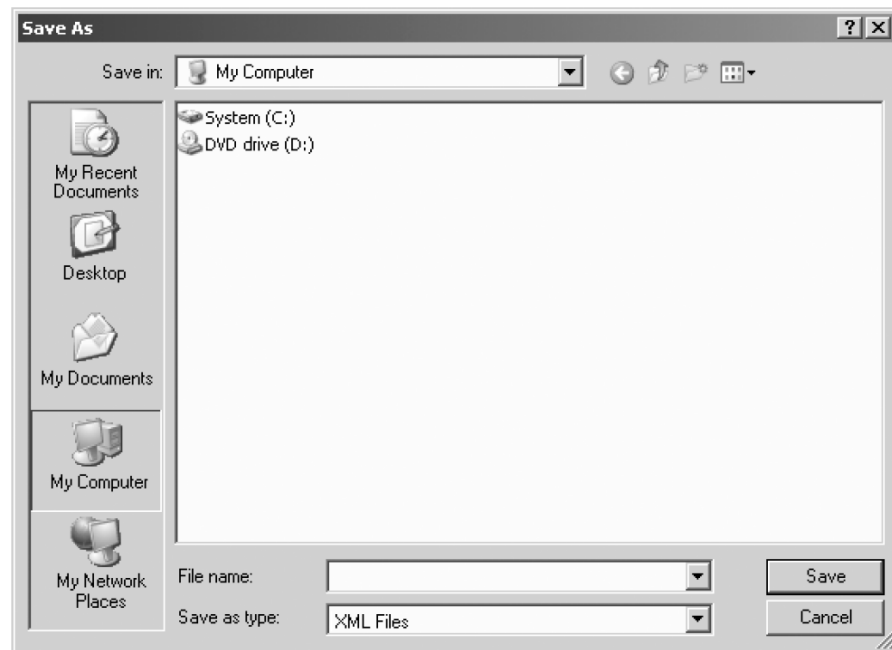 Save As
Save in:
My Computer
System (C:)
DVD drive (D:)
My Recent
Documents
Desktop
My Documents
My Computer
My Network
Places
File name:
Save
Save as type:
XML Files
Cancel